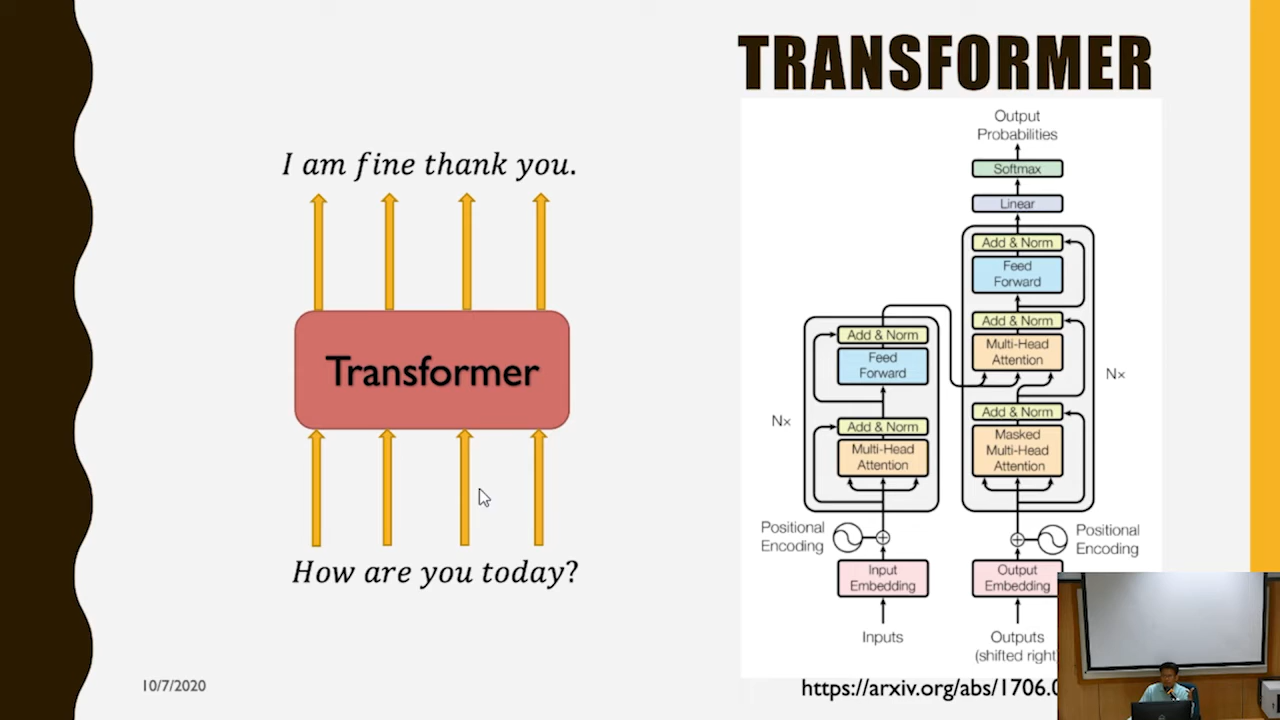 TRANSFORMER
I am fine thank you.
Transformer
How are you today?
Output
Probabilities
Softmax
Linear
Add & Norm
Feed
Forward
Add & Norm
Multi-Head
Attention
Nx
Add & Norm
Masked
Multi-Head
Attention
Add & Norm
Feed
Forward
Nx
Add & Norm
Multi-Head
Attention
Positional
Encoding
Positional
Encoding
Input
Embedding
Output
Embedding
Inputs
Outputs
(shifted right
10/7/2020
https://arxiv.org/abs/1706.